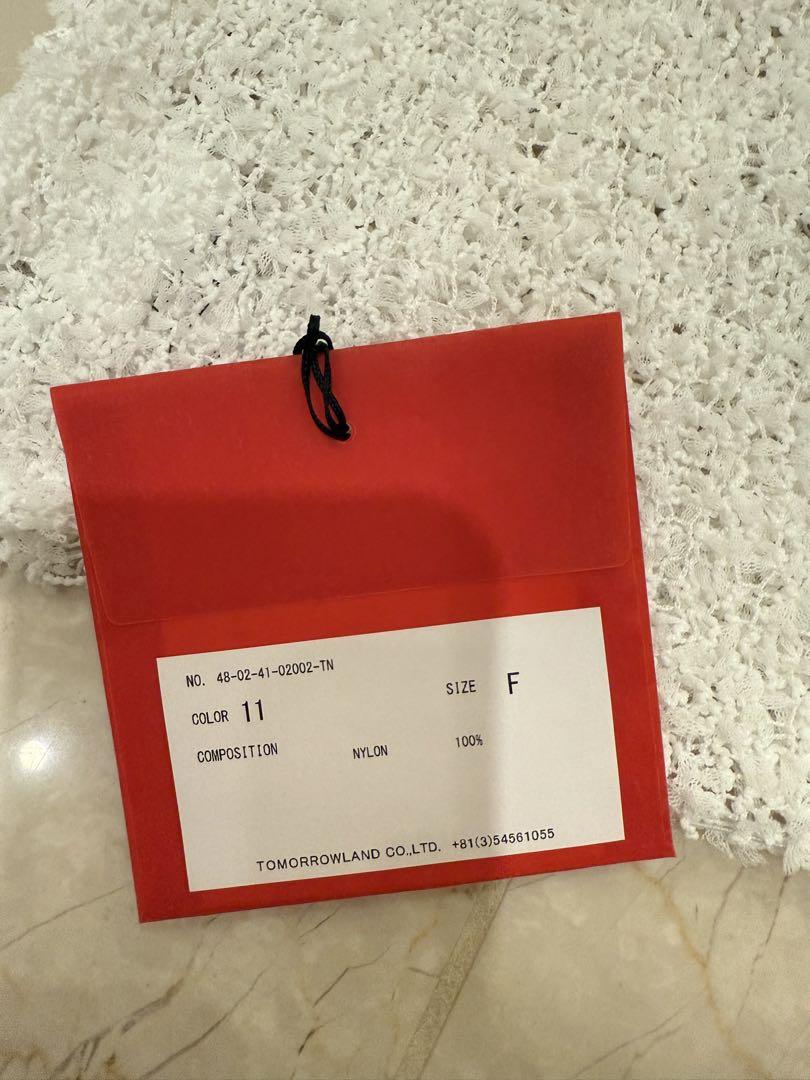 NO. 48-02-41-02002-TN
COLOR 11 SIZE F
COMPOSITION NYLON 100%
TOMORROWLAND CO.,LTD. +81(3)54561055